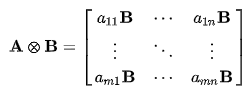 A ⊗ B = [ a₁₁B ⋯ a₁ₙB
⋮ ⋱ ⋮
aₘ₁B ⋯ aₘₙB ]